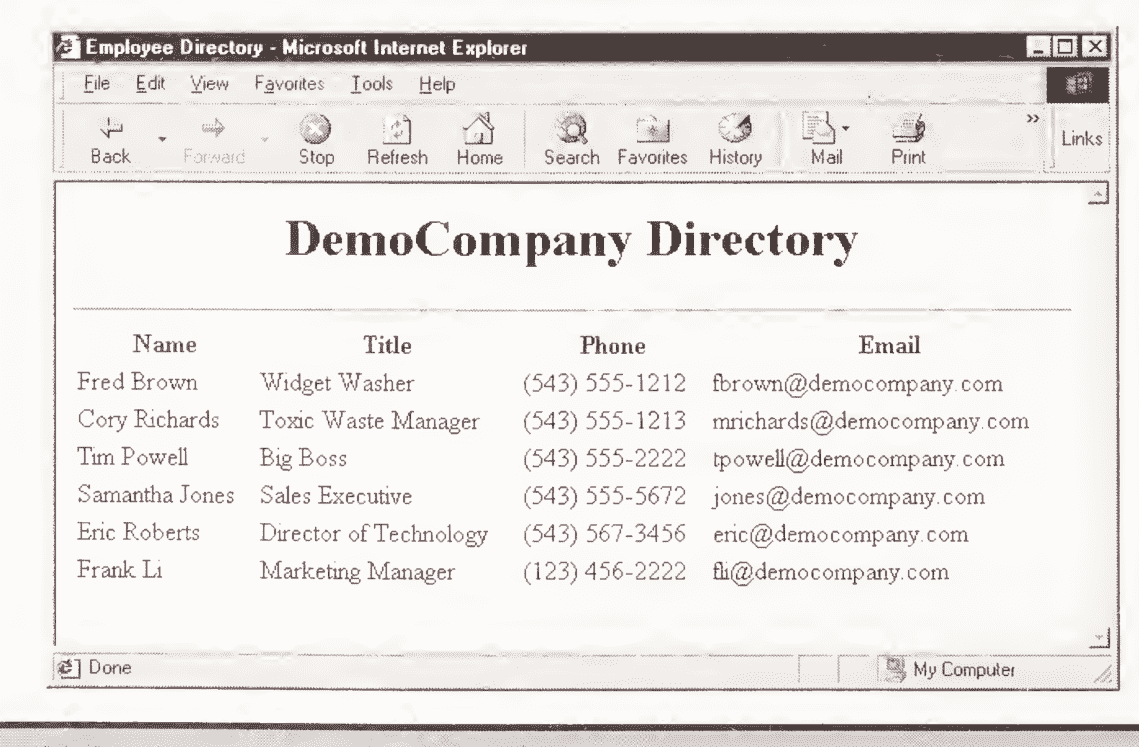 Employee Directory - Microsoft Internet Explorer
File Edit View Favorites Tools Help
Back Forward Stop Refresh Home Search Favorites History Mail Print » Links
DemoCompany Directory
Name Title Phone Email
Fred Brown Widget Washer (543) 555-1212 fbrown@democompany.com
Cory Richards Toxic Waste Manager (543) 555-1213 mrichards@democompany.com
Tim Powell Big Boss (543) 555-2222 tpowell@democompany.com
Samantha Jones Sales Executive (543) 555-5672 jones@democompany.com
Eric Roberts Director of Technology (543) 567-3456 eric@democompany.com
Frank Li Marketing Manager (123) 456-2222 fli@democompany.com
Done My Computer